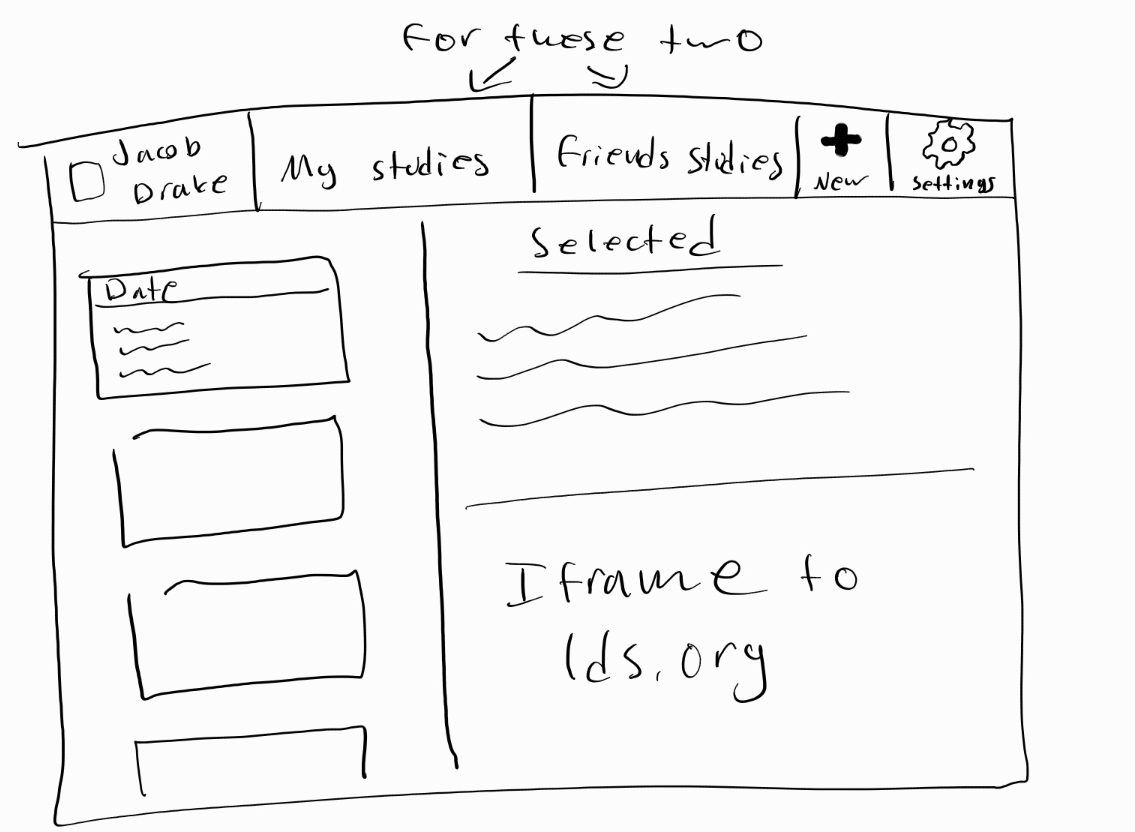 For these two
Jacob
Drake
My studies
Friends Studies
New
Settings
Selected
Date
Iframe to
lds.org